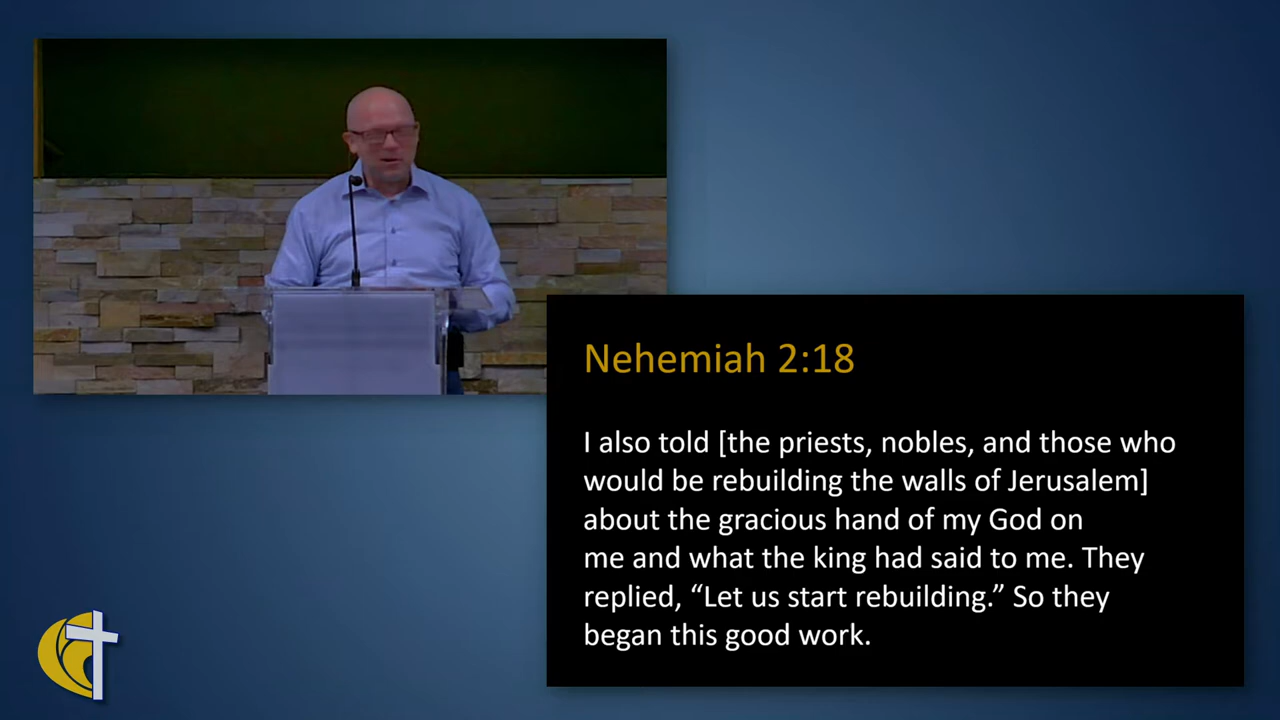 Nehemiah 2:18
I also told [the priests, nobles, and those who
would be rebuilding the walls of Jerusalem]
about the gracious hand of my God on
me and what the king had said to me. They
replied, “Let us start rebuilding.” So they
began this good work.